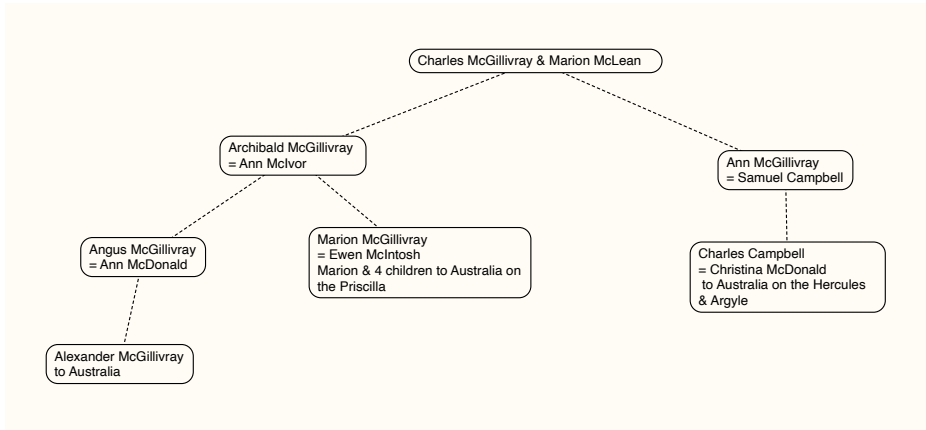 Charles McGillivray & Marion McLean
Archibald McGillivray
= Ann McIvor
Ann McGillivray
= Samuel Campbell
Angus McGillivray
= Ann McDonald
Marion McGillivray
= Ewen McIntosh
Marion & 4 children to Australia on
the Priscilla
Charles Campbell
= Christina McDonald
to Australia on the Hercules
& Argyle
Alexander McGillivray
to Australia